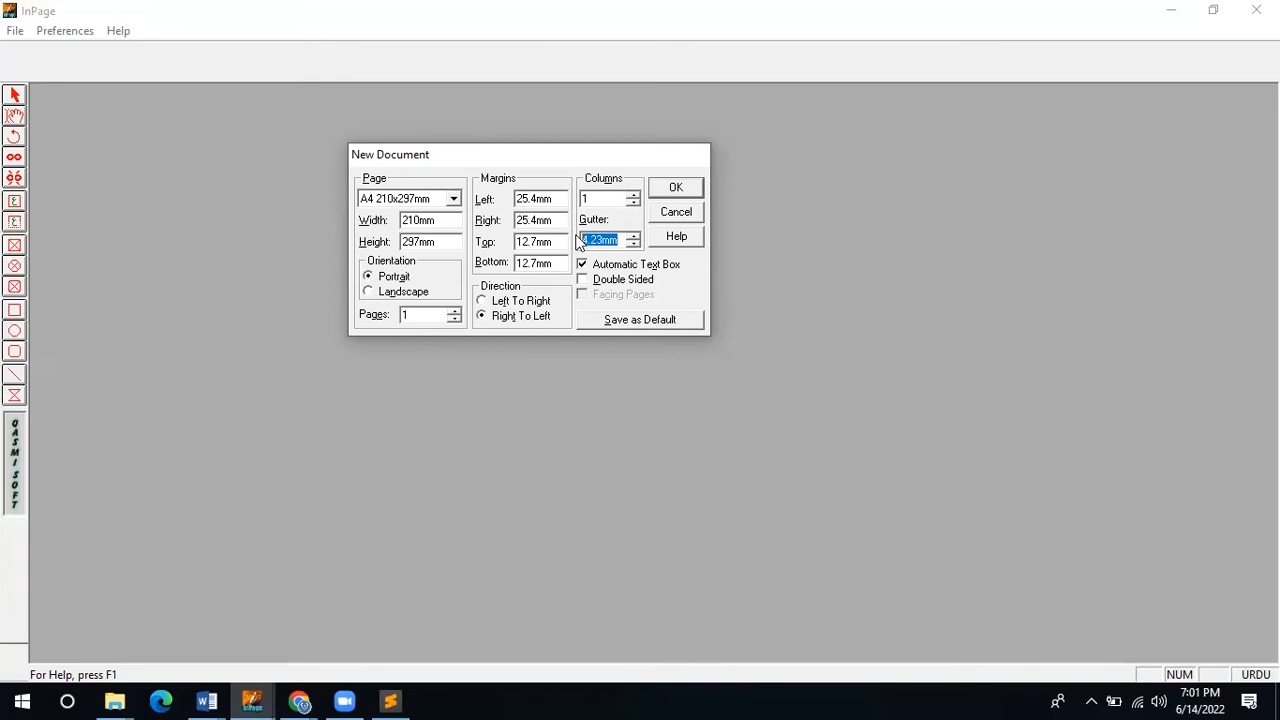 InPage
File Preferences Help
New Document
Page
A4 210x297mm
Width: 210mm
Height: 297mm
Orientation
Portrait
Landscape
Pages: 1
Margins
Left: 25.4mm
Right: 25.4mm
Top: 12.7mm
Bottom: 12.7mm
Direction
Left To Right
Right To Left
Columns
1
Gutter:
4.23mm
Automatic Text Box
Double Sided
Facing Pages
Save as Default
OK
Cancel
Help
QASMI SOFT
For Help, press F1
NUM
URDU
7:01 PM
6/14/2022